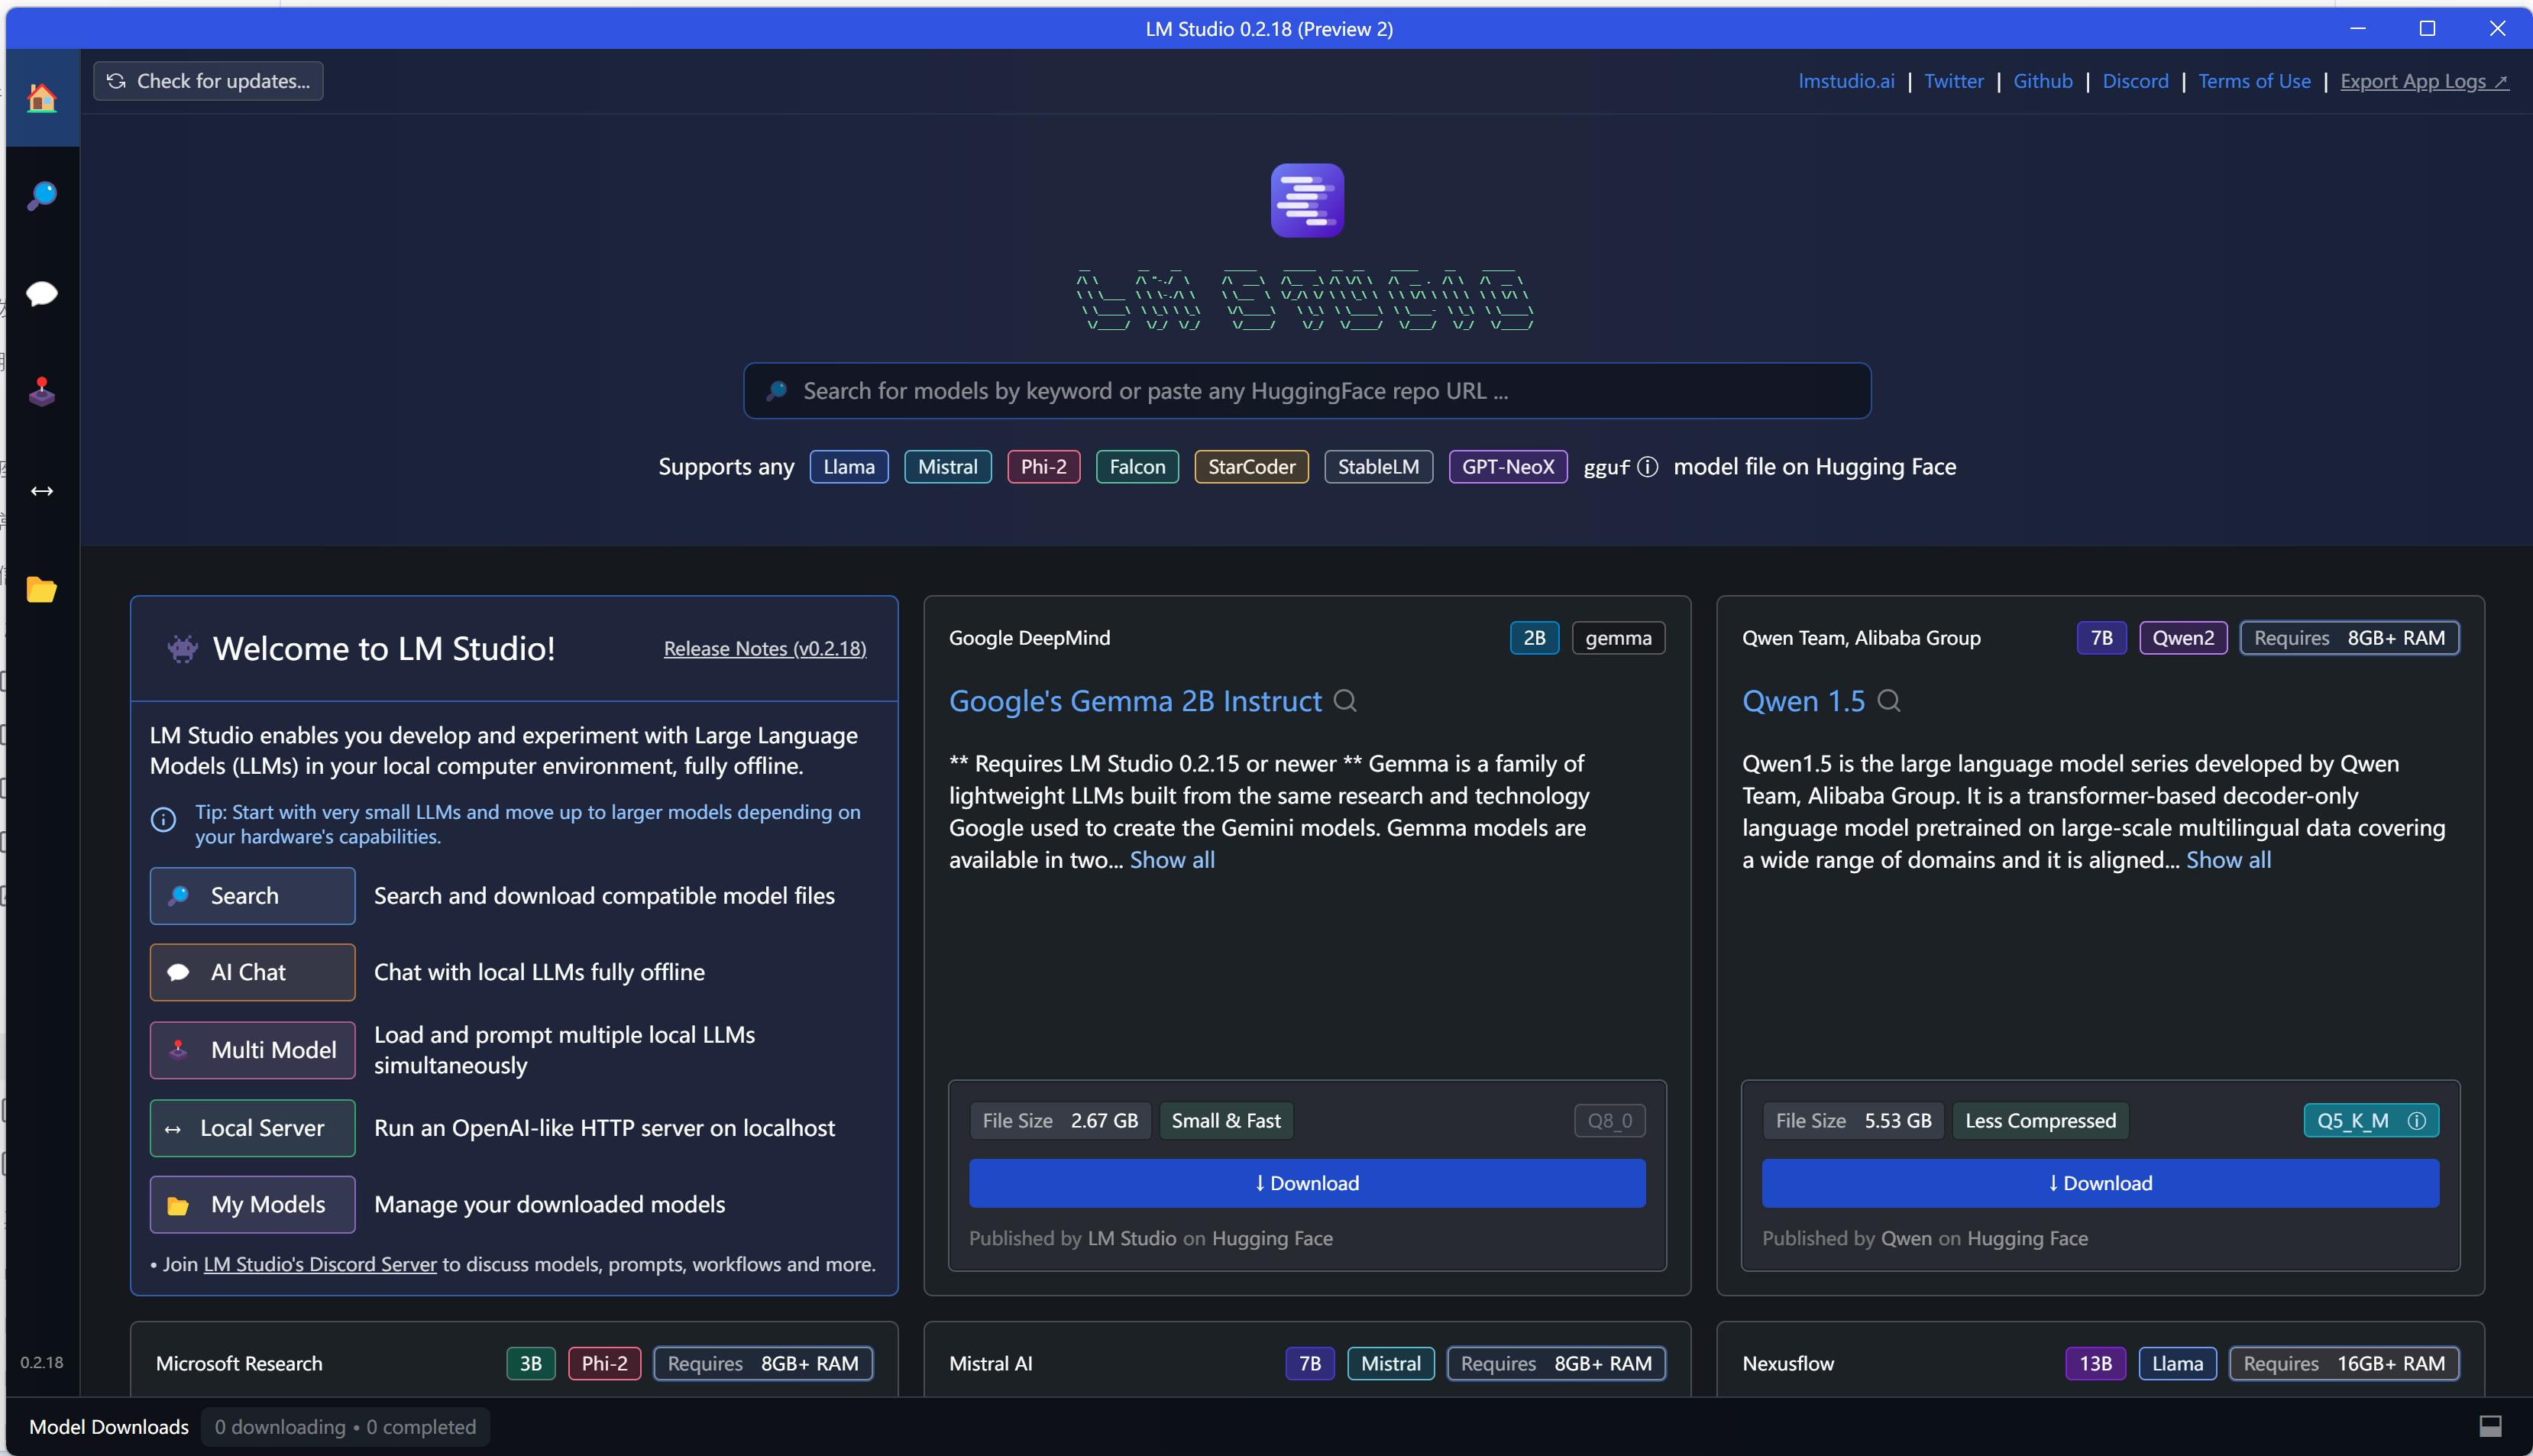 LM Studio 0.2.18 (Preview 2)
Check for updates...
lmstudio.ai | Twitter | Github | Discord | Terms of Use | Export App Logs ↗
LM STUDIO
Search for models by keyword or paste any HuggingFace repo URL ...
Supports any Llama Mistral Phi-2 Falcon StarCoder StableLM GPT-NeoX gguf ⓘ model file on Hugging Face
Welcome to LM Studio!
Release Notes (v0.2.18)
LM Studio enables you develop and experiment with Large Language
Models (LLMs) in your local computer environment, fully offline.
Tip: Start with very small LLMs and move up to larger models depending on
your hardware's capabilities.
Search Search and download compatible model files
AI Chat Chat with local LLMs fully offline
Multi Model Load and prompt multiple local LLMs
simultaneously
↔ Local Server Run an OpenAI-like HTTP server on localhost
My Models Manage your downloaded models
• Join LM Studio's Discord Server to discuss models, prompts, workflows and more.
Google DeepMind 2B gemma
Google's Gemma 2B Instruct
** Requires LM Studio 0.2.15 or newer ** Gemma is a family of
lightweight LLMs built from the same research and technology
Google used to create the Gemini models. Gemma models are
available in two... Show all
File Size 2.67 GB Small & Fast Q8_0
↓ Download
Published by LM Studio on Hugging Face
Qwen Team, Alibaba Group 7B Qwen2 Requires 8GB+ RAM
Qwen 1.5
Qwen1.5 is the large language model series developed by Qwen
Team, Alibaba Group. It is a transformer-based decoder-only
language model pretrained on large-scale multilingual data covering
a wide range of domains and it is aligned... Show all
File Size 5.53 GB Less Compressed Q5_K_M ⓘ
↓ Download
Published by Qwen on Hugging Face
Microsoft Research 3B Phi-2 Requires 8GB+ RAM
Mistral AI 7B Mistral Requires 8GB+ RAM
Nexusflow 13B Llama Requires 16GB+ RAM
0.2.18
Model Downloads 0 downloading • 0 completed